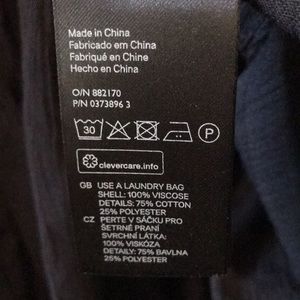 Made in China
Fabricado em China
Fabriqué en Chine
Hecho en China
O/N 882170
P/N 0373896 3
30 P
clevercare.info
GB USE A LAUNDRY BAG
SHELL: 100% VISCOSE
DETAILS: 75% COTTON
25% POLYESTER
CZ PERTE V SÁČKU PRO
ŠETRNÉ PRANÍ
SVRCHNÍ LÁTKA:
100% VISKÓZA
DETAILY: 75% BAVLNA
25% POLYESTER